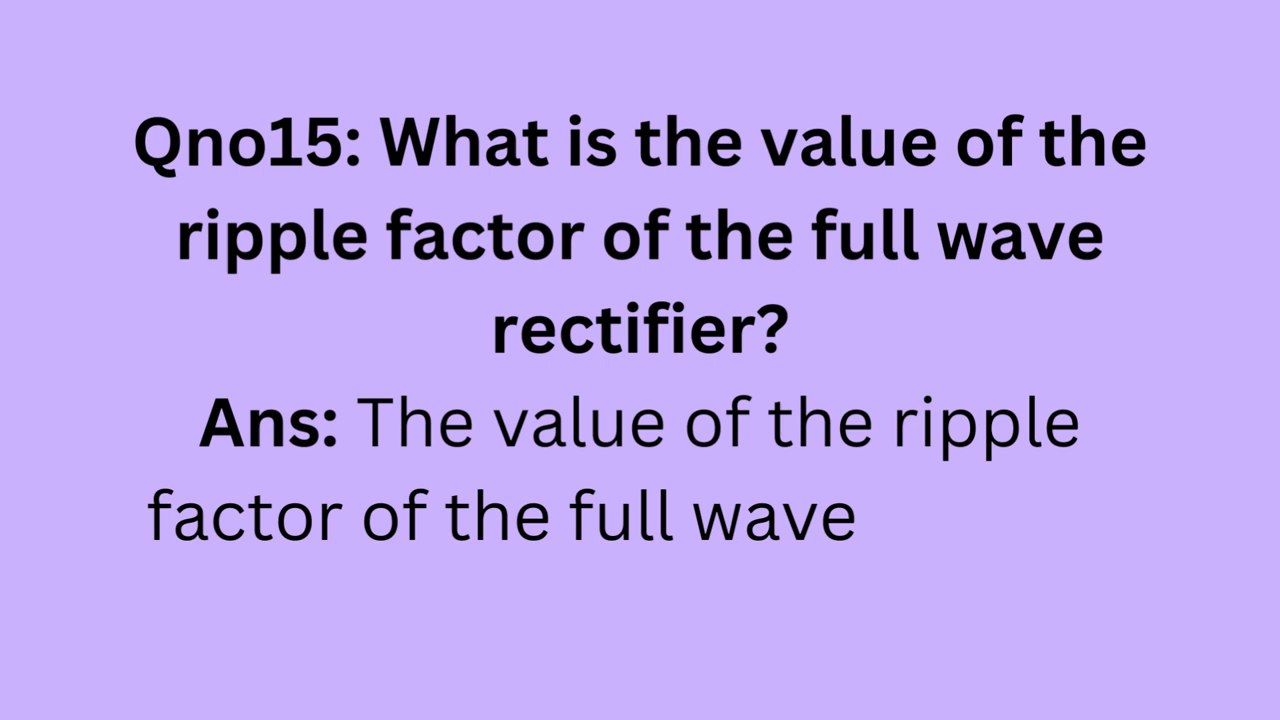 Qno15: What is the value of the
ripple factor of the full wave
rectifier?
Ans: The value of the ripple
factor of the full wave